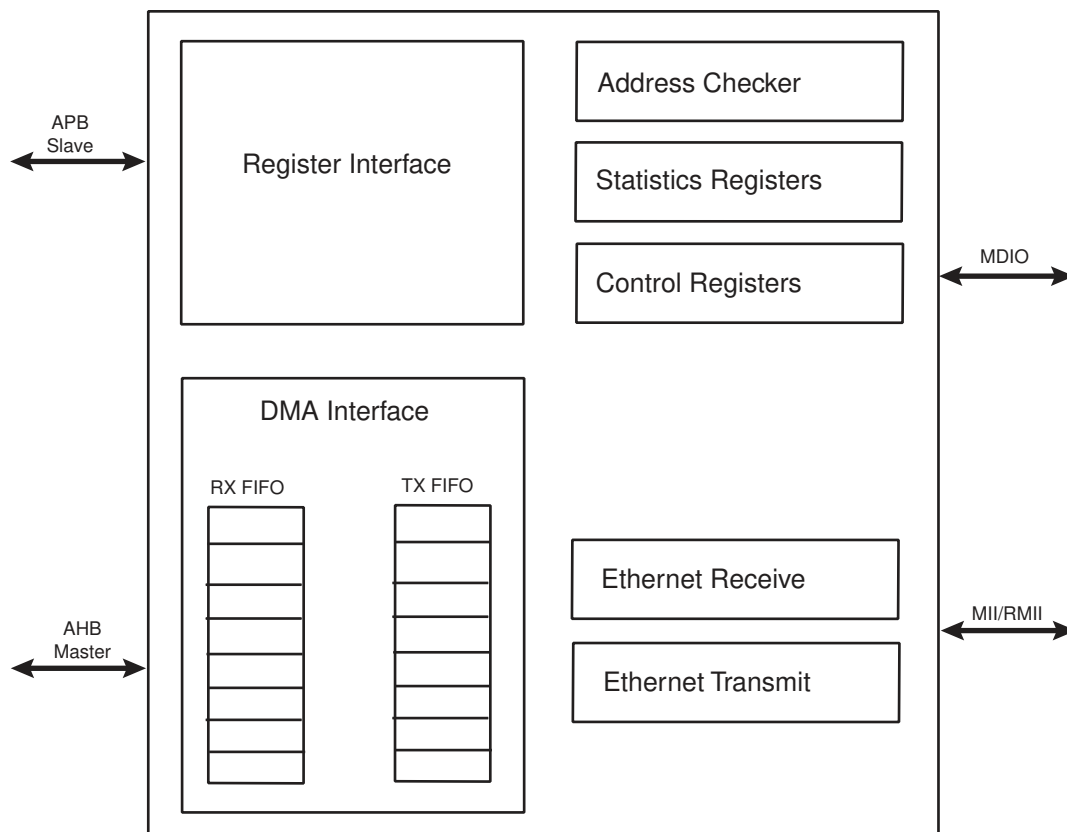 APB
Slave
Register Interface
Address Checker
Statistics Registers
Control Registers
MDIO
DMA Interface
RX FIFO
TX FIFO
AHB
Master
Ethernet Receive
Ethernet Transmit
MII/RMII